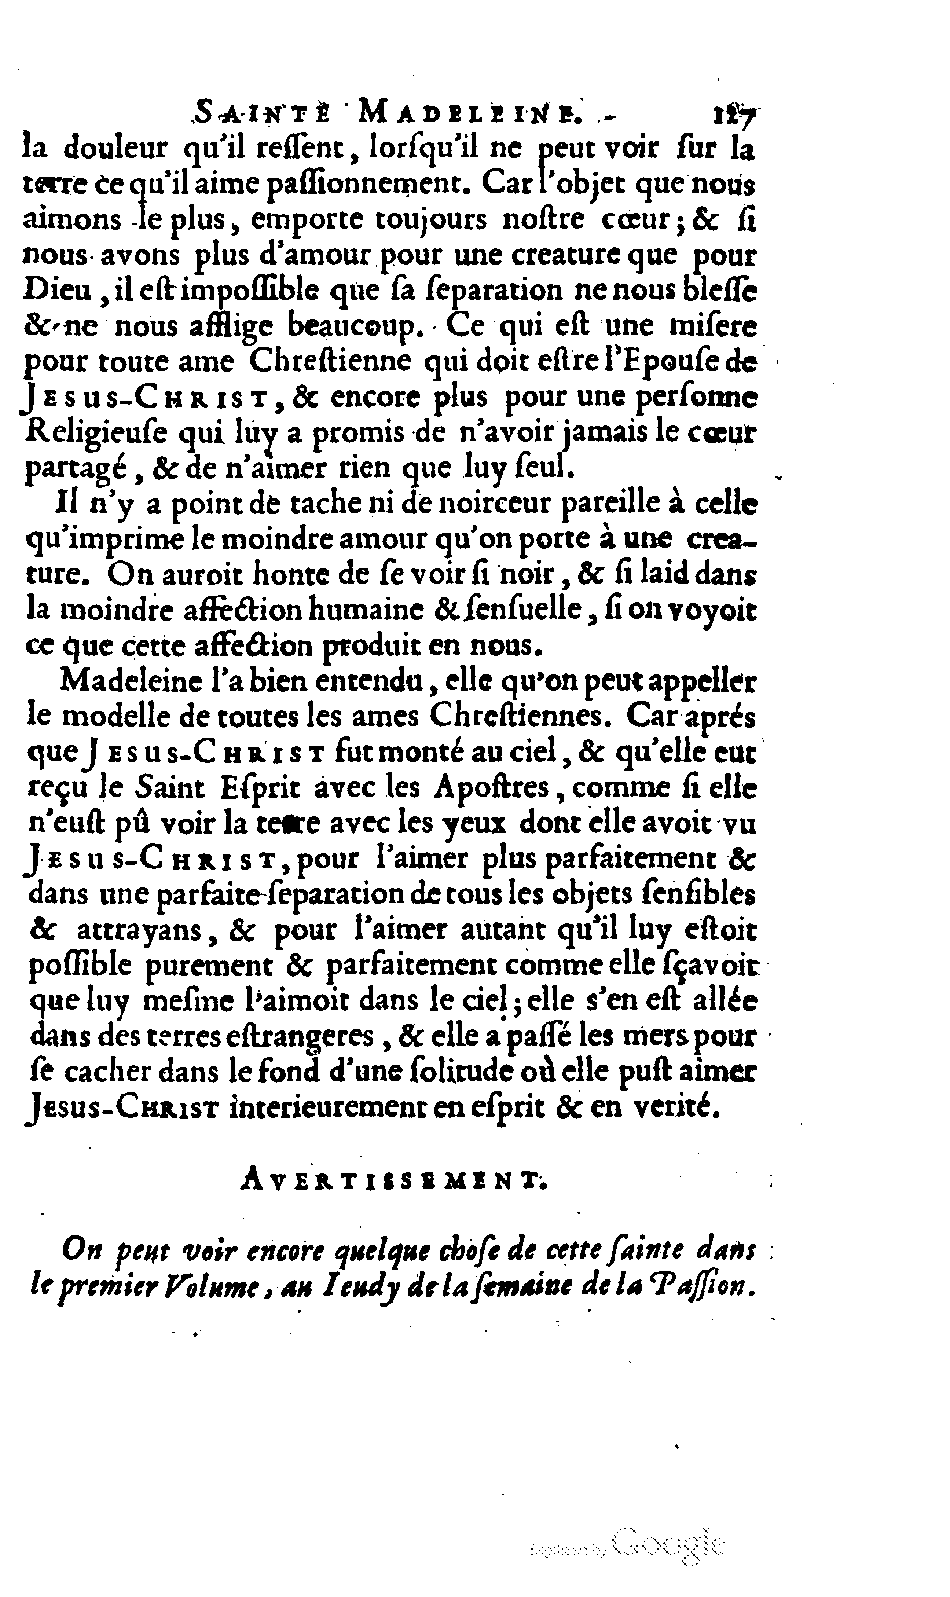 SAINTE MADELEINE. 127
la douleur qu'il reſſent, lorſqu'il ne peut voir ſur la
terre ce qu'il aime paſſionnement. Car l'objet que nous
aimons le plus, emporte toujours noſtre cœur; & ſi
nous avons plus d'amour pour une creature que pour
Dieu, il eſt impoſſible que ſa ſeparation ne nous bleſſe
& ne nous afflige beaucoup. Ce qui eſt une miſere
pour toute ame Chreſtienne qui doit eſtre l'Epouſe de
JESUS-CHRIST, & encore plus pour une perſonne
Religieuſe qui luy a promis de n'avoir jamais le cœur
partagé, & de n'aimer rien que luy ſeul.
Il n'y a point de tache ni de noirceur pareille à celle
qu'imprime le moindre amour qu'on porte à une crea-
ture. On auroit honte de ſe voir ſi noir, & ſi laid dans
la moindre affection humaine & ſenſuelle, ſi on voyoit
ce que cette affection produit en nous.
Madeleine l'a bien entendu, elle qu'on peut appeller
le modelle de toutes les ames Chreſtiennes. Car aprés
que JESUS-CHRIST fut monté au ciel, & qu'elle eut
reçu le Saint Eſprit avec les Apoſtres, comme ſi elle
n'euſt pû voir la terre avec les yeux dont elle avoit vu
JESUS-CHRIST, pour l'aimer plus parfaitement &
dans une parfaite ſeparation de tous les objets ſenſibles
& attrayans, & pour l'aimer autant qu'il luy eſtoit
poſſible purement & parfaitement comme elle ſçavoit
que luy meſme l'aimoit dans le ciel; elle s'en eſt allée
dans des terres eſtrangeres, & elle a paſſé les mers pour
ſe cacher dans le fond d'une ſolitude où elle puſt aimer
JESUS-CHRIST interieurement en eſprit & en verité.
AVERTISSEMENT.
On peut voir encore quelque choſe de cette ſainte dans
le premier Volume, au Ieudy de la ſemaine de la Paſſion.
Digitized by Google